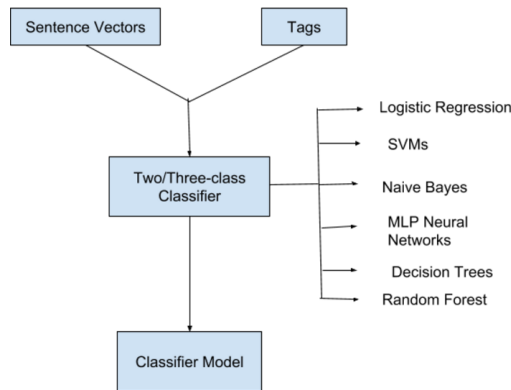 Sentence Vectors
Tags
Two/Three-class
Classifier
Logistic Regression
SVMs
Naive Bayes
MLP Neural
Networks
Decision Trees
Random Forest
Classifier Model